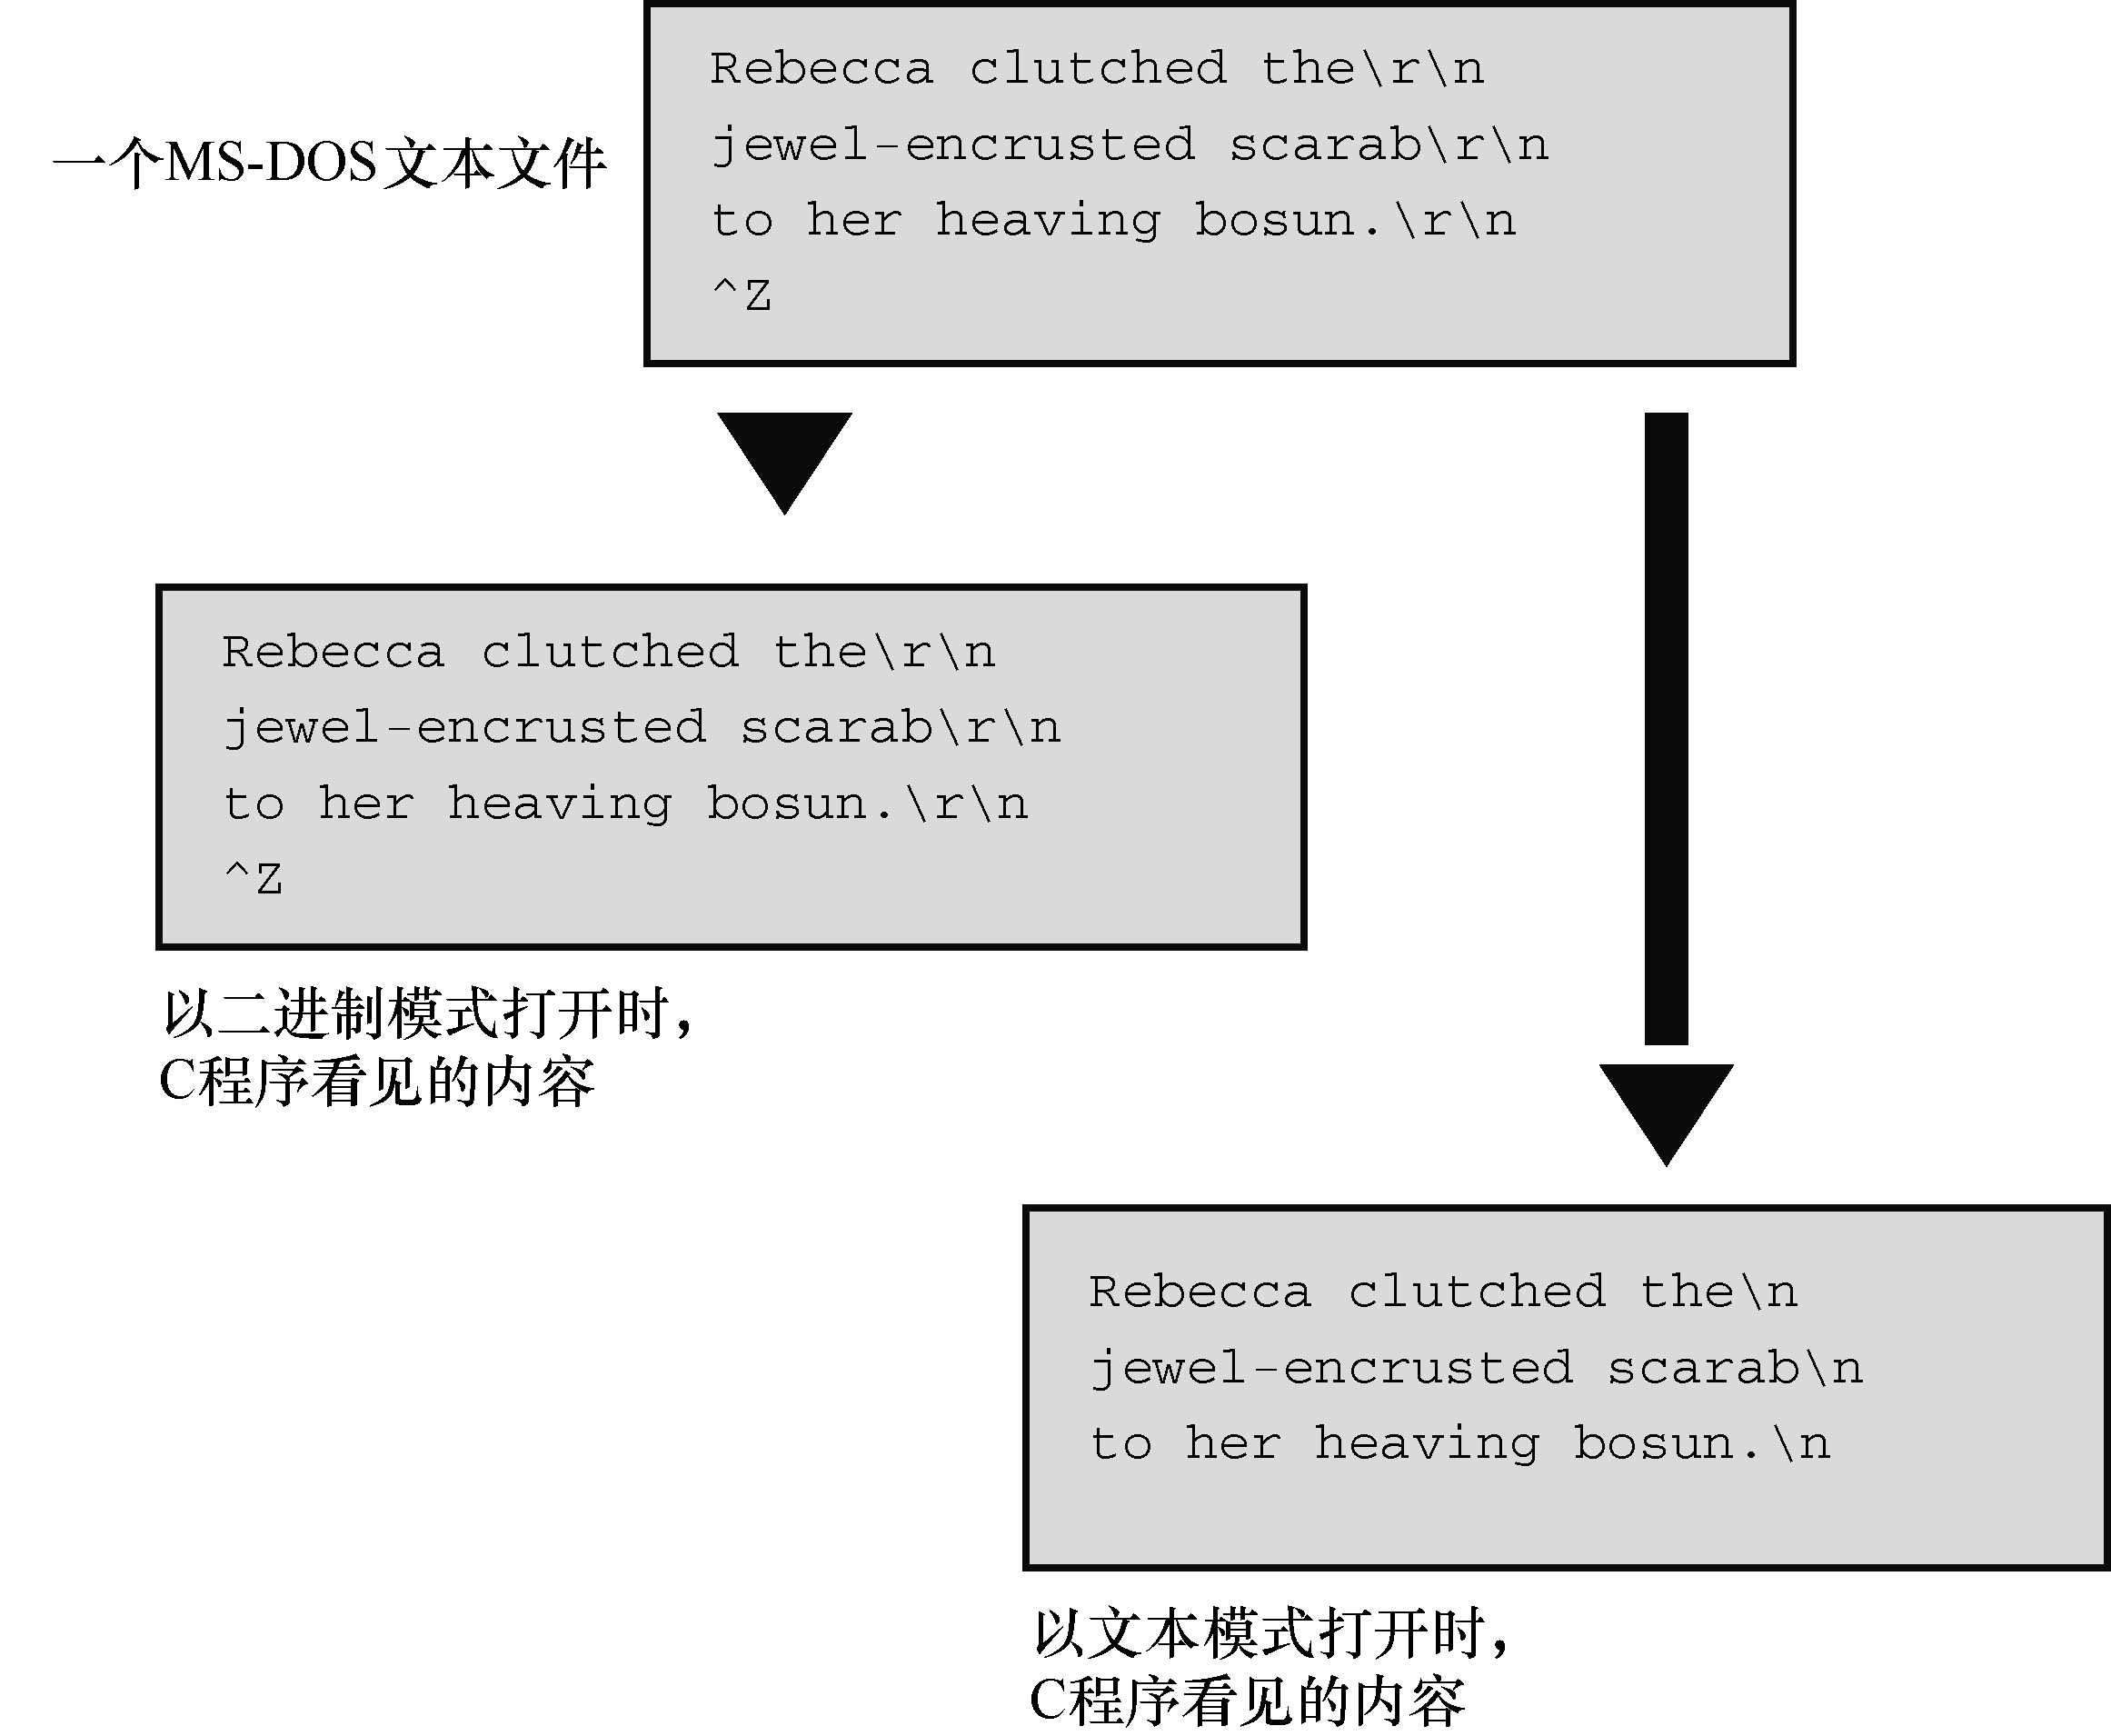 一个MS-DOS文本文件
Rebecca clutched the\r\n
jewel-encrusted scarab\r\n
to her heaving bosun.\r\n
^Z
Rebecca clutched the\r\n
jewel-encrusted scarab\r\n
to her heaving bosun.\r\n
^Z
以二进制模式打开时，
C程序看见的内容
Rebecca clutched the\n
jewel-encrusted scarab\n
to her heaving bosun.\n
以文本模式打开时，
C程序看见的内容